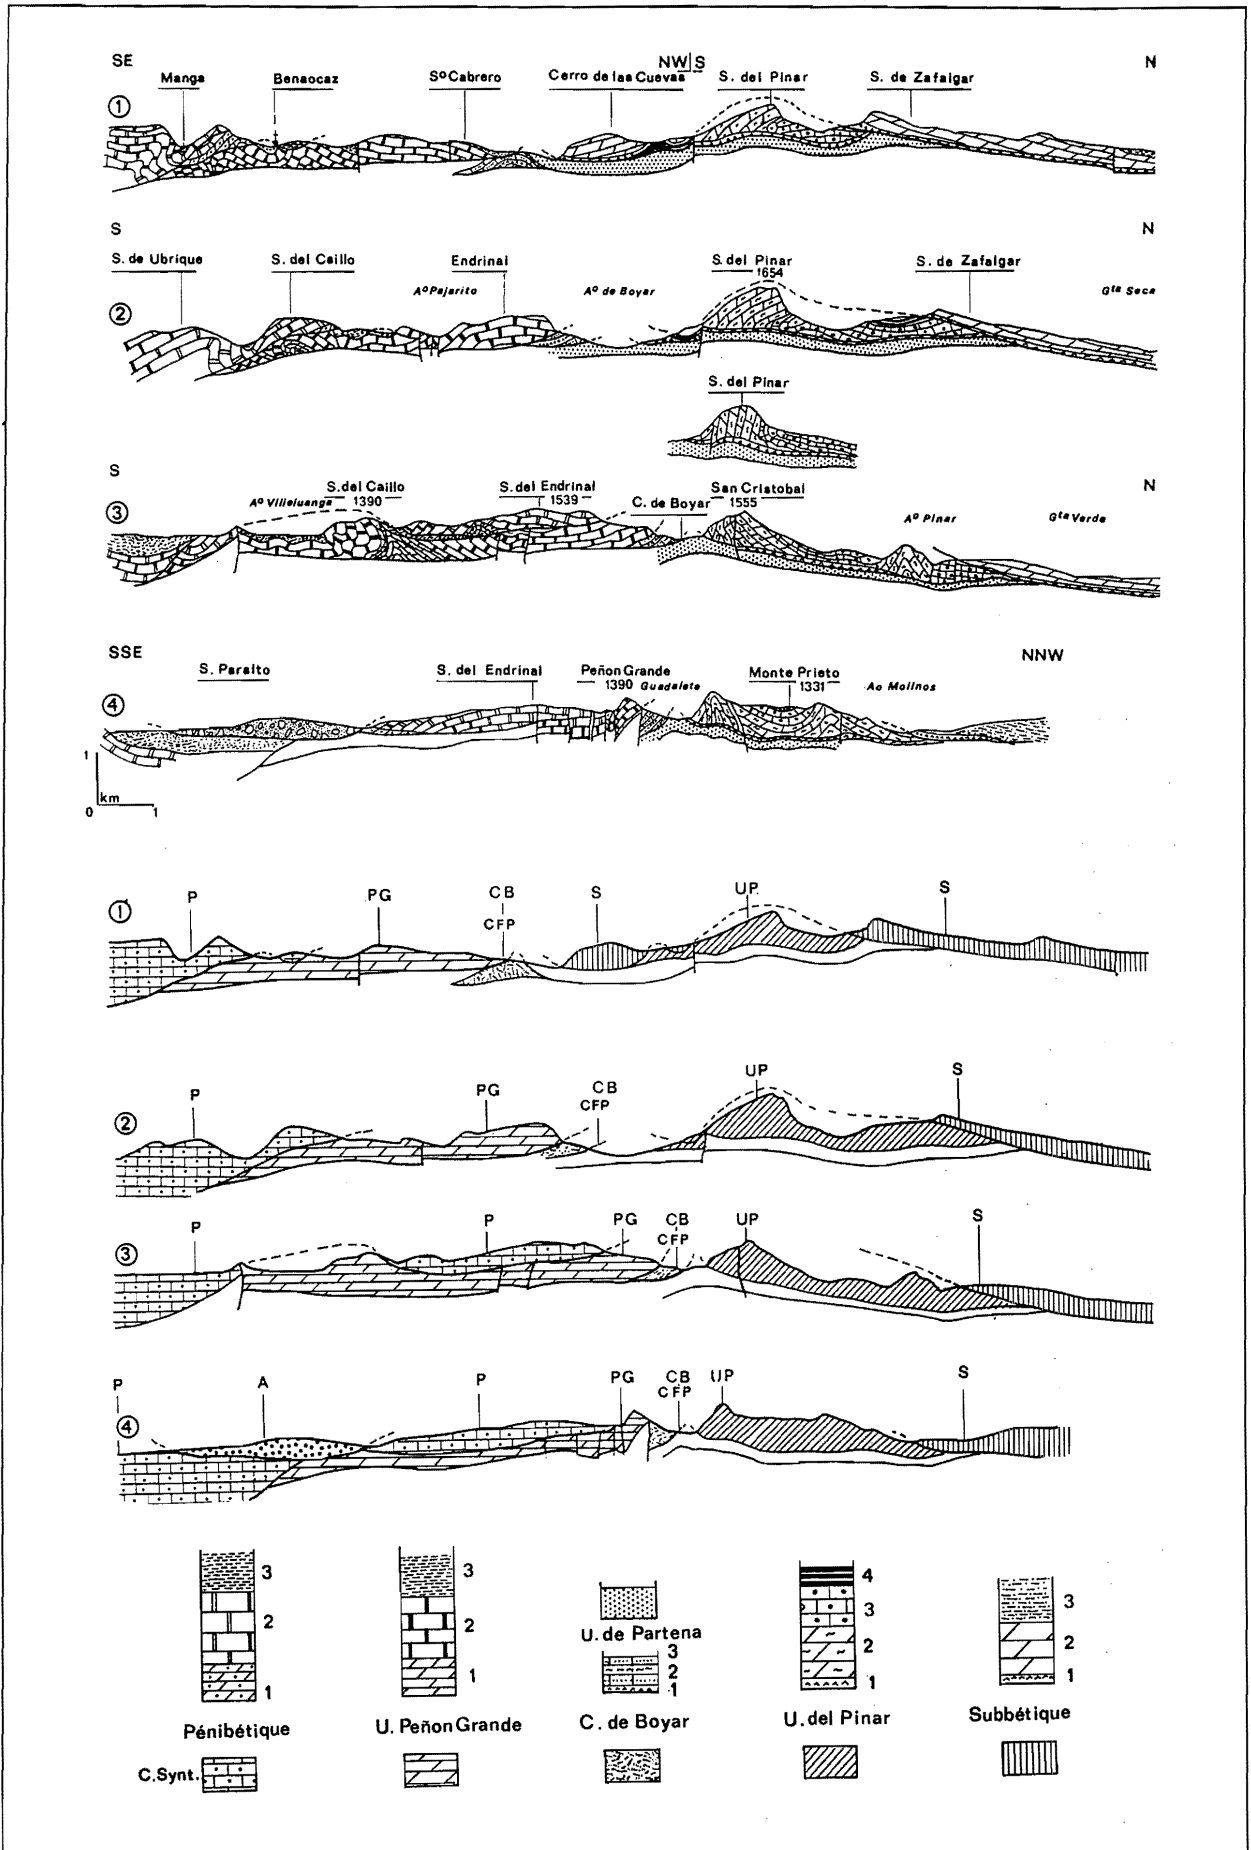 SE NW S N
Manga Benaocaz Sº Cabrero Cerro de las Cuevas S. del Pinar S. de Zafalgar
1
S N
S. de Ubrique S. del Caillo Endrinal S. del Pinar S. de Zafalgar
1654
Aº Pajarito Aº de Boyar Gta Seca
2
S. del Pinar
S N
Aº Villaluanga S. del Caillo S. del Endrinal C. de Boyar San Cristobal Aº Pinar Gta Verde
1390 1539 1555
3
SSE NNW
S. Paralto S. del Endrinal Peñon Grande Monte Prieto
1390 Guadalete 1331 Ao Molinos
4
1
km
0 1
P PG CB S UP S
CFP
1
P PG CB UP S
CFP
2
P P PG CB UP S
CFP
3
P A P PG CB UP S
CFP
4
3 3 4
2 2 3 3
U. de Partena
3
2 2 2
1 1 1 1 1
Pénibétique U. Peñon Grande C. de Boyar U. del Pinar Subbétique
C. Synt.